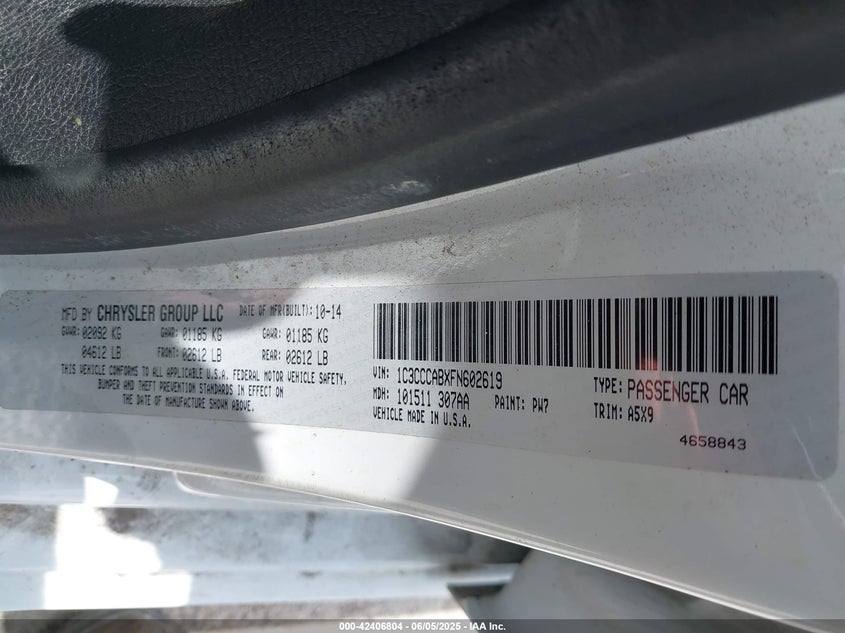 MFD BY CHRYSLER GROUP LLC DATE OF MFR(BUILT): 10-14
GVWR: 02092 KG GAWR: 01185 KG GAWR: 01185 KG
04612 LB FRONT: 02612 LB REAR: 02612 LB
THIS VEHICLE CONFORMS TO ALL APPLICABLE U.S.A. FEDERAL MOTOR VEHICLE SAFETY,
BUMPER AND THEFT PREVENTION STANDARDS IN EFFECT ON
THE DATE OF MANUFACTURE SHOWN ABOVE.
VIN: 1C3CCCABXFN602619 TYPE: PASSENGER CAR
MDH: 101511 307AA PAINT: PW7 TRIM: A5X9
VEHICLE MADE IN U.S.A.
4658843
000-42406804 | 06/05/2025 - IAA Inc.